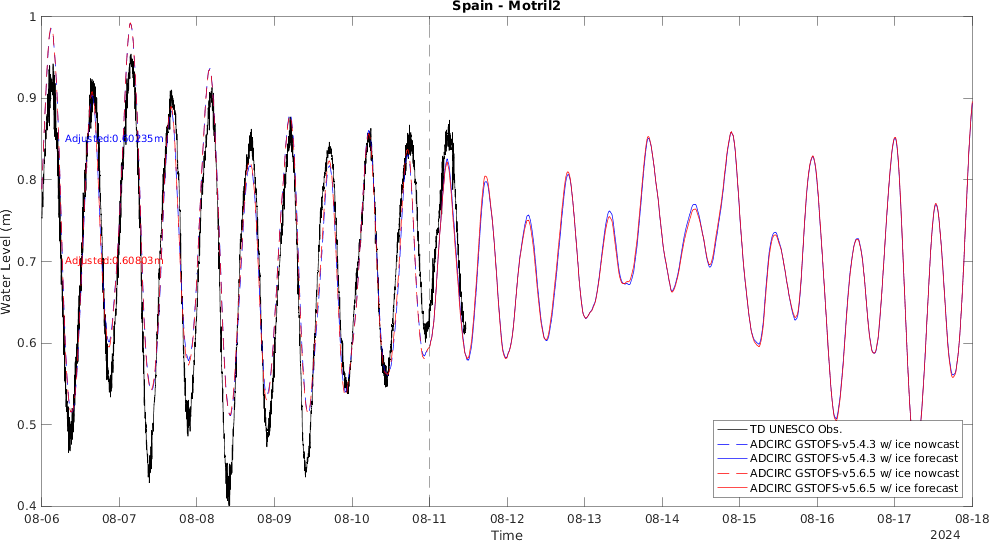 Spain - Motril2
Water Level (m)
1
0.9
0.8
0.7
0.6
0.5
0.4
Adjusted:0.60235m
Adjusted:0.60803m
TD UNESCO Obs.
ADCIRC GSTOFS-v5.4.3 w/ ice nowcast
ADCIRC GSTOFS-v5.4.3 w/ ice forecast
ADCIRC GSTOFS-v5.6.5 w/ ice nowcast
ADCIRC GSTOFS-v5.6.5 w/ ice forecast
08-06 08-07 08-08 08-09 08-10 08-11 08-12 08-13 08-14 08-15 08-16 08-17 08-18
Time
2024